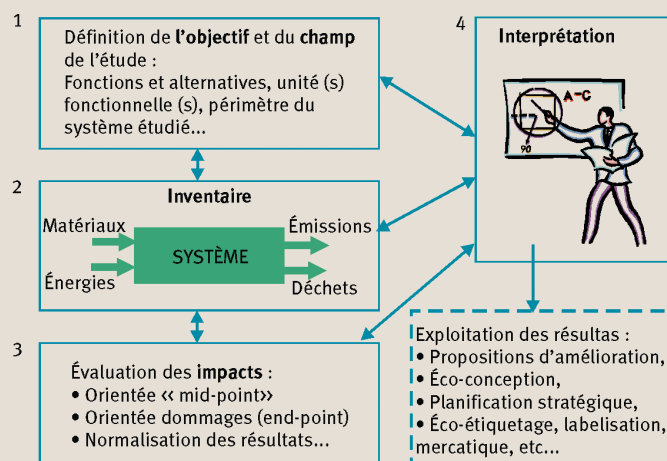 1
Définition de l'objectif et du champ
de l'étude :
Fonctions et alternatives, unité (s)
fonctionnelle (s), périmètre du
système étudié...
2
Inventaire
Matériaux
Énergies
SYSTÈME
Émissions
Déchets
3
Évaluation des impacts :
• Orientée « mid-point»
• Orientée dommages (end-point)
• Normalisation des résultats...
4
Interprétation
A-C
90
Exploitation des résultas :
• Propositions d'amélioration,
• Éco-conception,
• Planification stratégique,
• Éco-étiquetage, labelisation,
mercatique, etc...